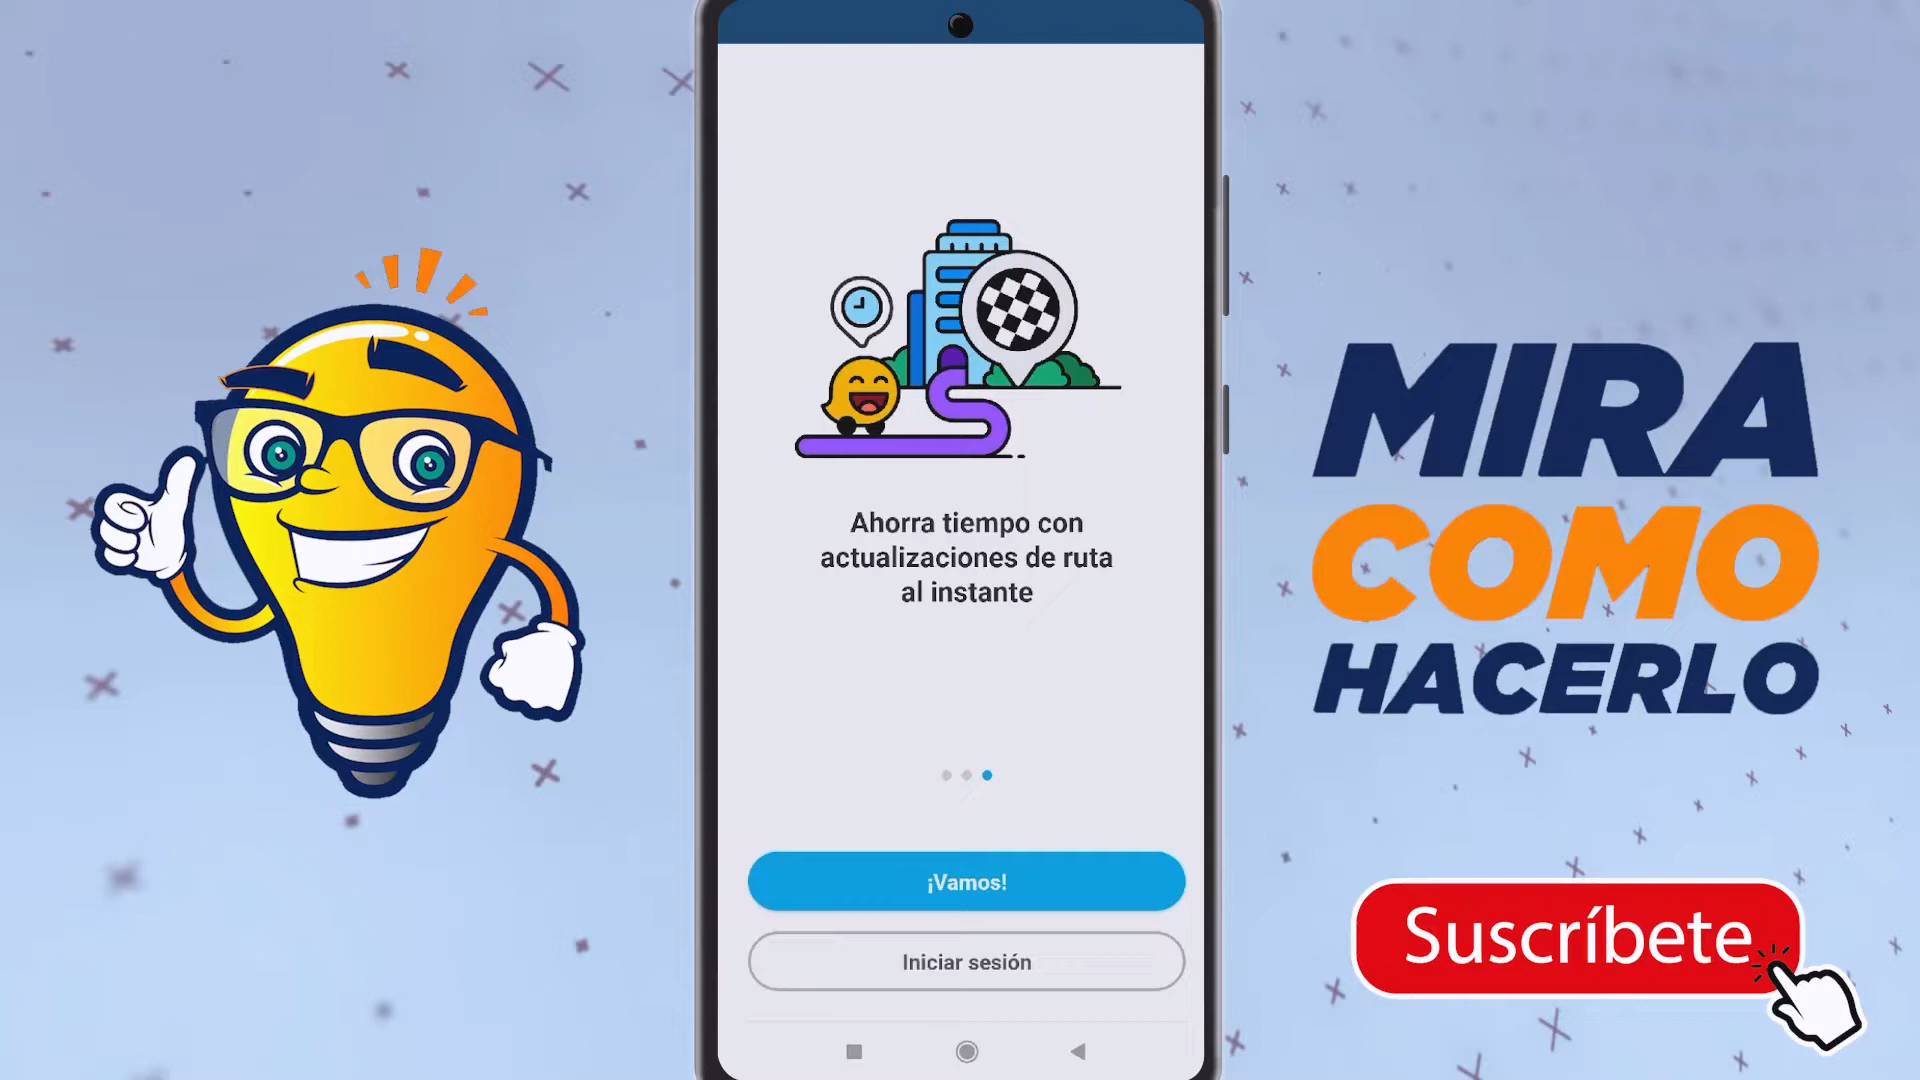 Ahorra tiempo con
actualizaciones de ruta
al instante
¡Vamos!
Iniciar sesión
MIRA
COMO
HACERLO
Suscríbete